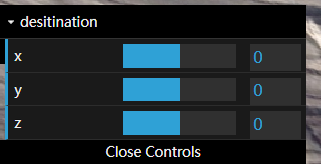 desitination
x 0
y 0
z 0
Close Controls